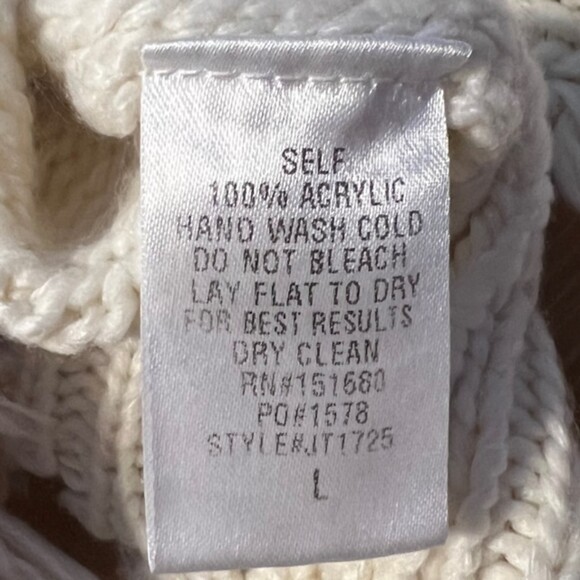 SELF
100% ACRYLIC
HAND WASH COLD
DO NOT BLEACH
LAY FLAT TO DRY
FOR BEST RESULTS
DRY CLEAN
RN#151680
PO#1578
STYLE#JT1725
L